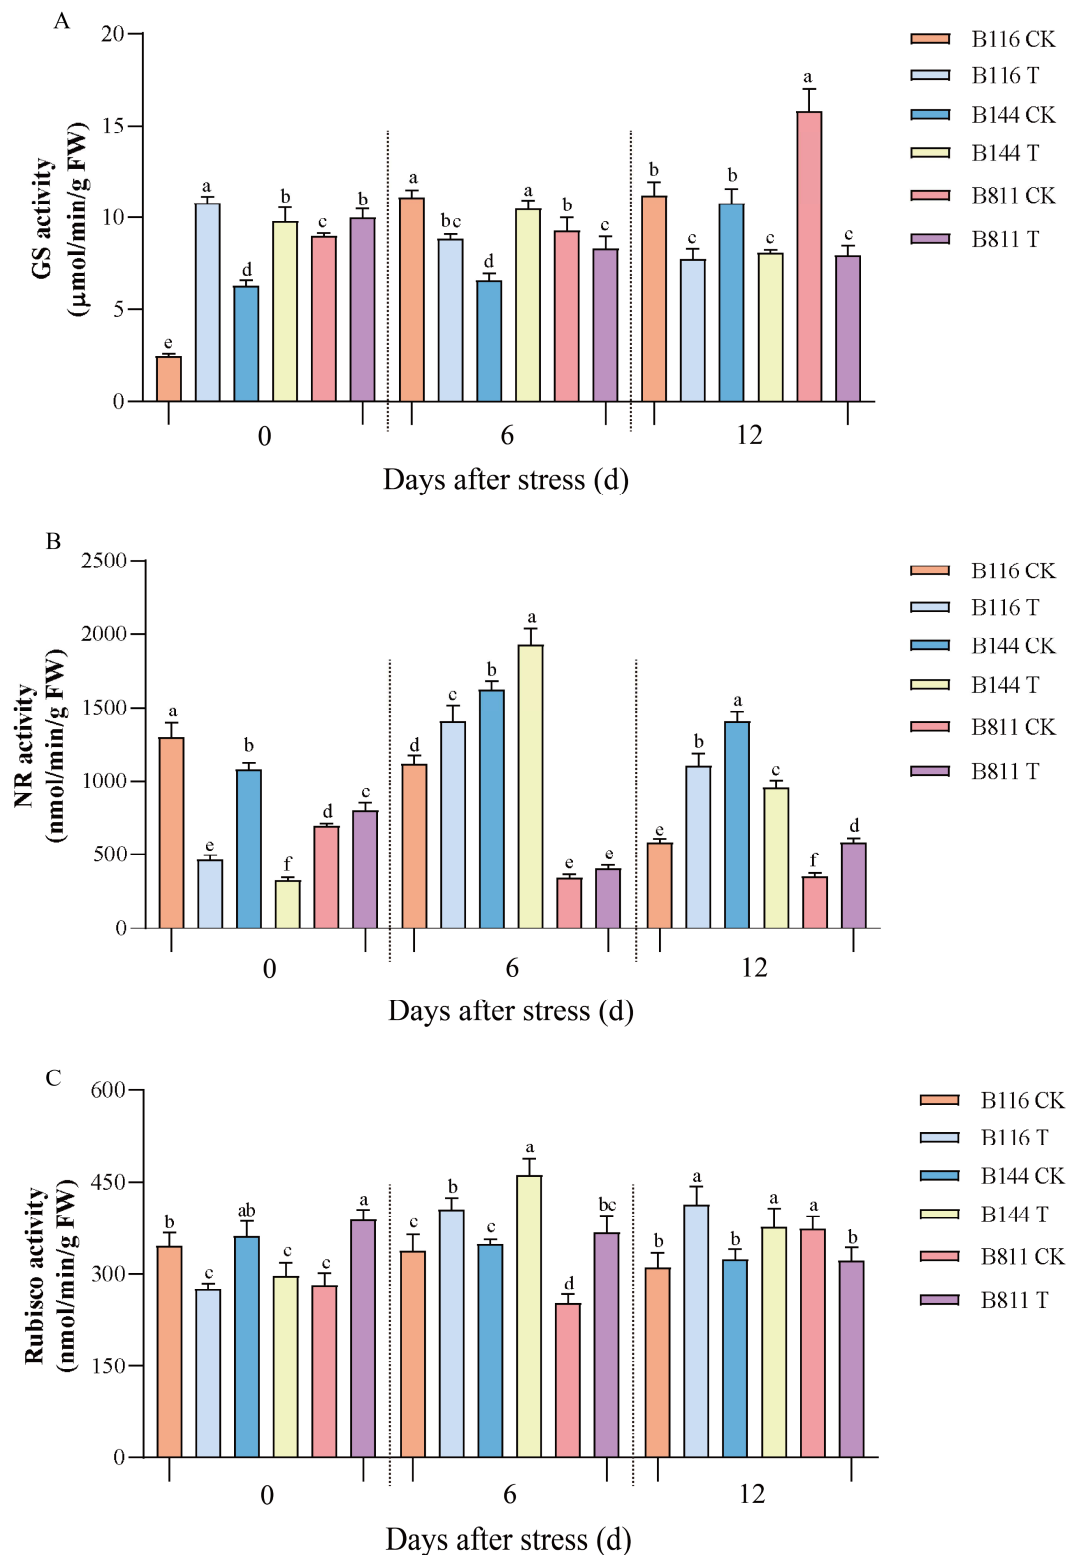 A
20
15
10
5
0
GS activity
(μmol/min/g FW)
e a d b c b
a bc d a b c
b c b c a c
0 6 12
Days after stress (d)
B116 CK
B116 T
B144 CK
B144 T
B811 CK
B811 T
B
2500
2000
1500
1000
500
0
NR activity
(nmol/min/g FW)
a e b f d c
d c b a e e
e b a c f d
0 6 12
Days after stress (d)
B116 CK
B116 T
B144 CK
B144 T
B811 CK
B811 T
C
600
450
300
150
0
Rubisco activity
(nmol/min/g FW)
b c ab c c a
c b c a d bc
b a b a a b
0 6 12
Days after stress (d)
B116 CK
B116 T
B144 CK
B144 T
B811 CK
B811 T